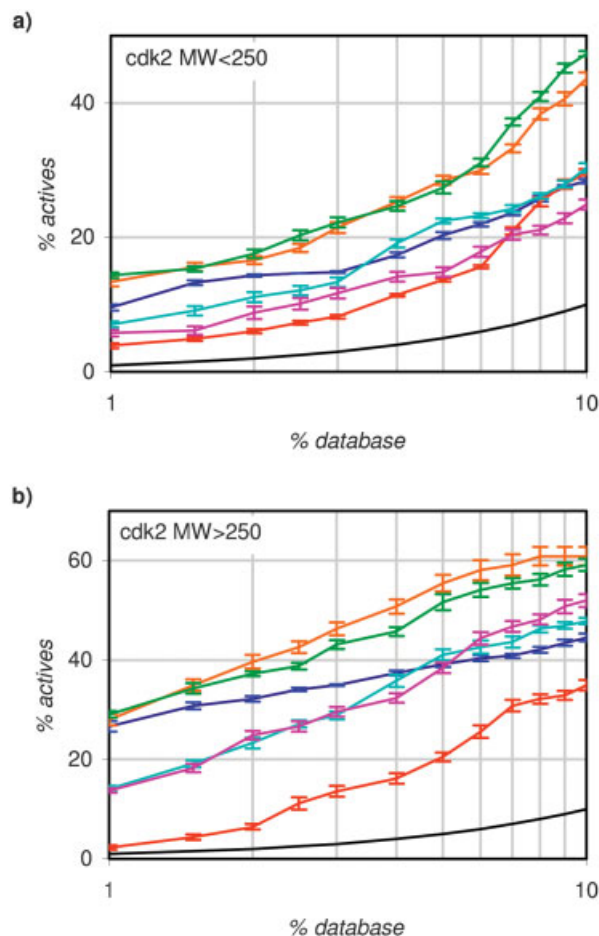 a)
cdk2 MW<250
40
20
0
% actives
1
10
% database
b)
cdk2 MW>250
60
40
20
0
% actives
1
10
% database